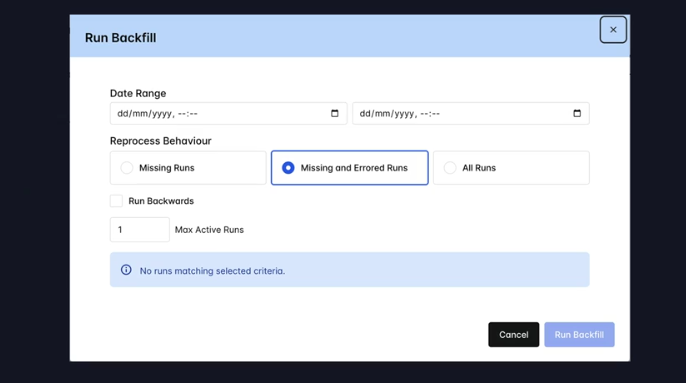 Run Backfill
Date Range
dd/mm/yyyy, --:-- dd/mm/yyyy, --:--
Reprocess Behaviour
Missing Runs Missing and Errored Runs All Runs
Run Backwards
1 Max Active Runs
No runs matching selected criteria.
Cancel Run Backfill